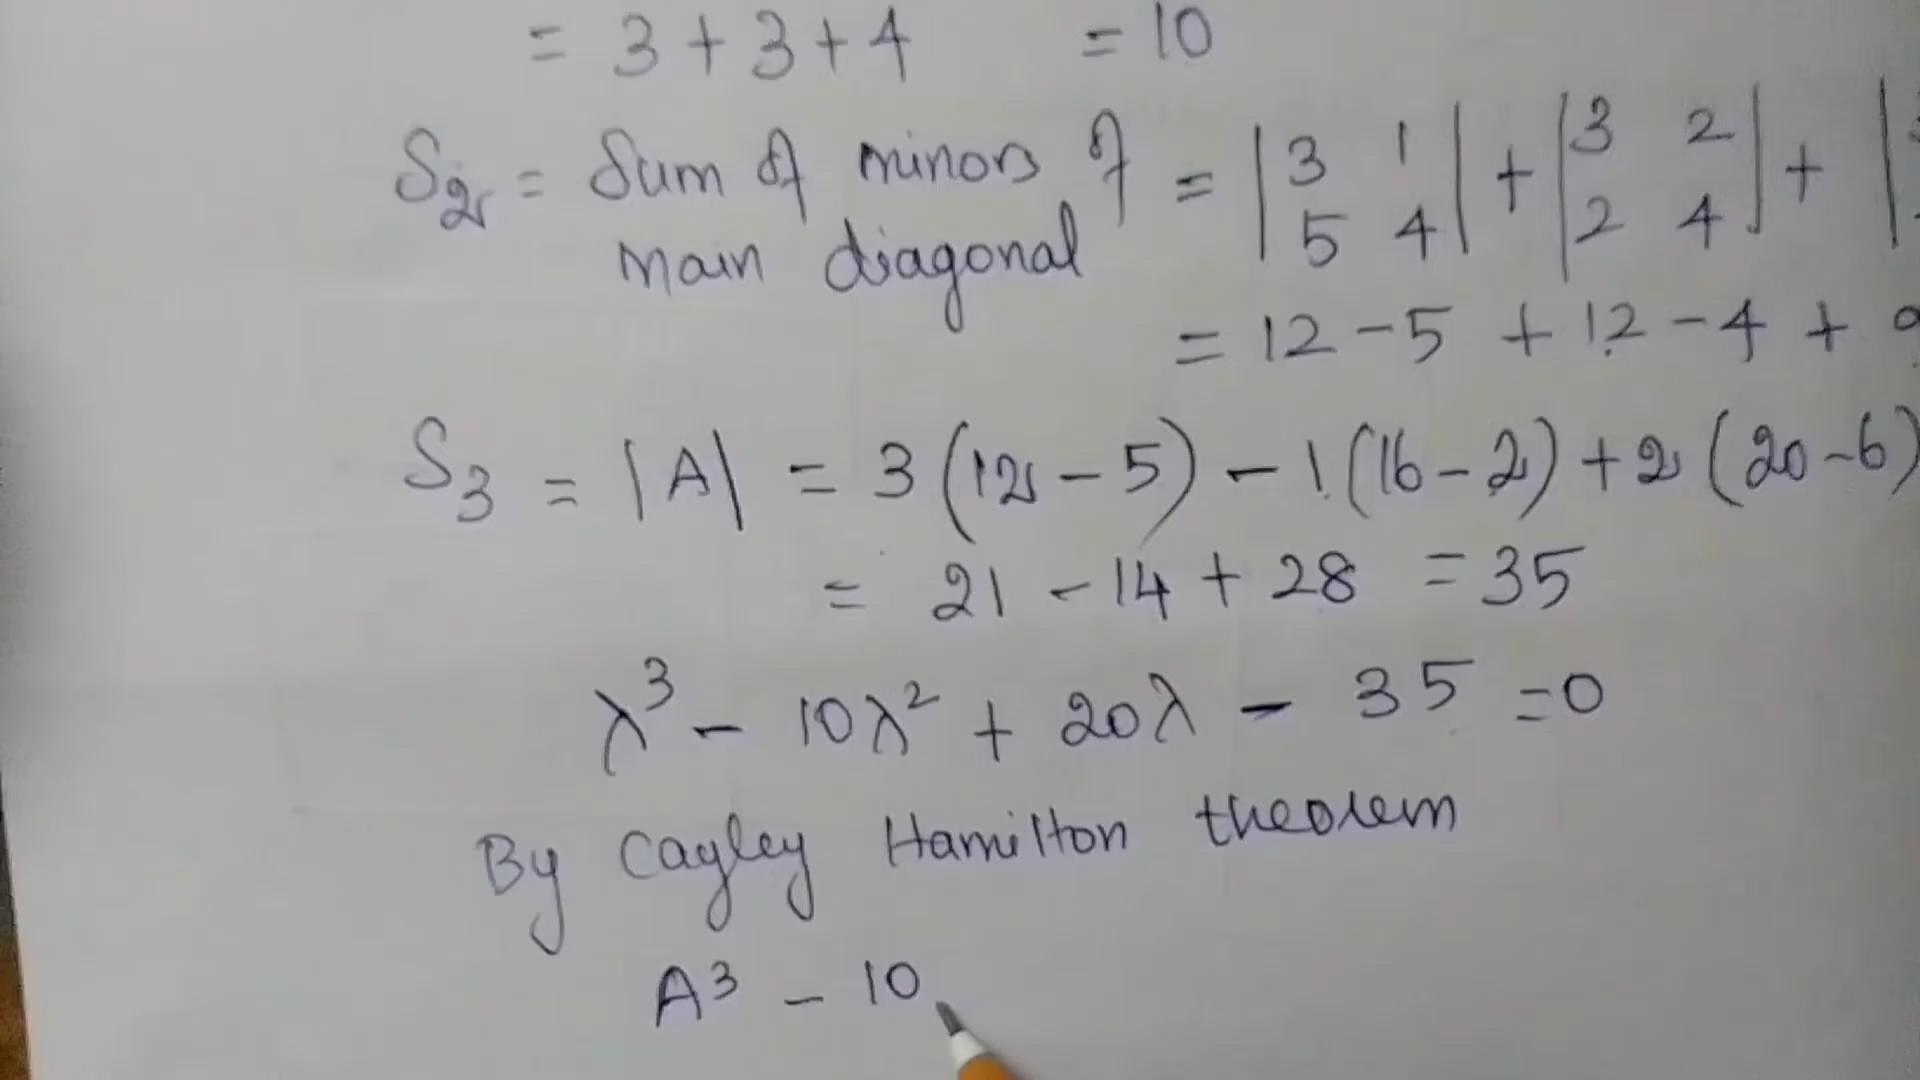 = 3 + 3 + 4 = 10
S₂ = Sum of minors of = |3 1| + |3 2| + |
main diagonal |5 4| |2 4|
= 12 - 5 + 12 - 4 +
S₃ = |A| = 3 (12 - 5) - 1 (16 - 2) + 2 (20 - 6)
= 21 - 14 + 28 = 35
λ³ - 10λ² + 20λ - 35 = 0
By Cagley Hamilton theorem
A³ - 10